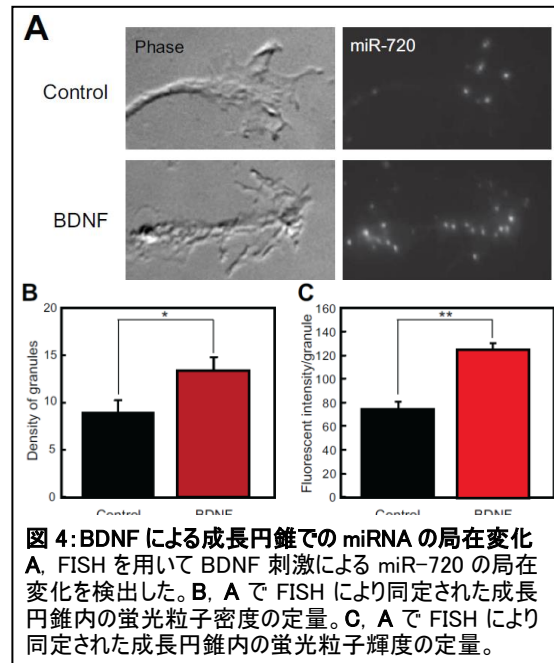 A
Phase
miR-720
Control
BDNF
B
C
20
15
10
5
0
Density of granules
*
Control
BDNF
160
140
120
100
80
60
40
20
0
Fluorescent intensity/granule
**
Control
BDNF
図 4：BDNF による成長円錐での miRNA の局在変化
A, FISH を用いて BDNF 刺激による miR-720 の局在
変化を検出した。B, A で FISH により同定された成長
円錐内の蛍光粒子密度の定量。C, A で FISH により
同定された成長円錐内の蛍光粒子輝度の定量。